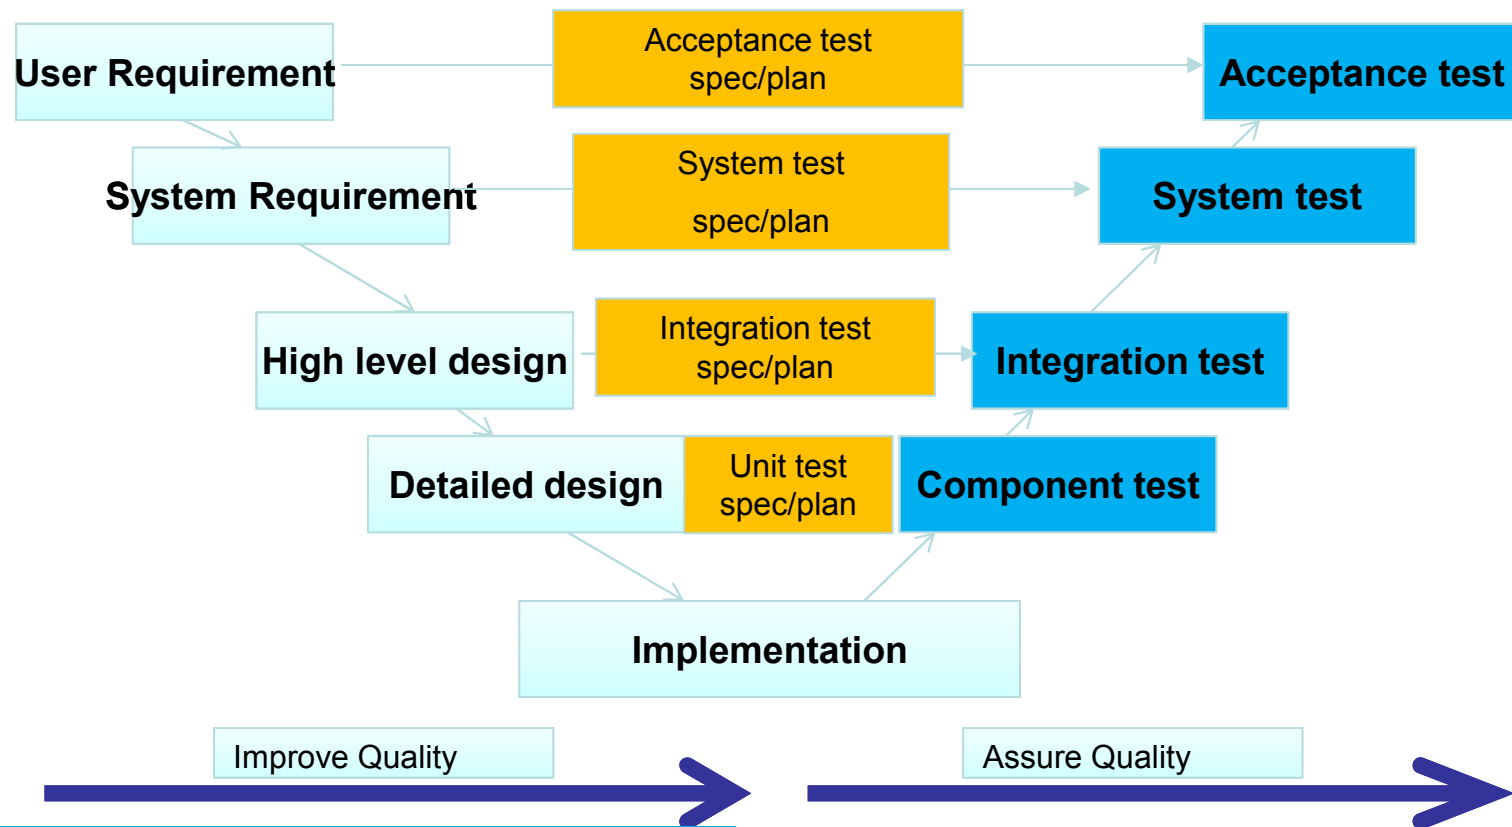 User Requirement
Acceptance test
spec/plan
Acceptance test
System Requirement
System test
spec/plan
System test
High level design
Integration test
spec/plan
Integration test
Detailed design
Unit test
spec/plan
Component test
Implementation
Improve Quality
Assure Quality